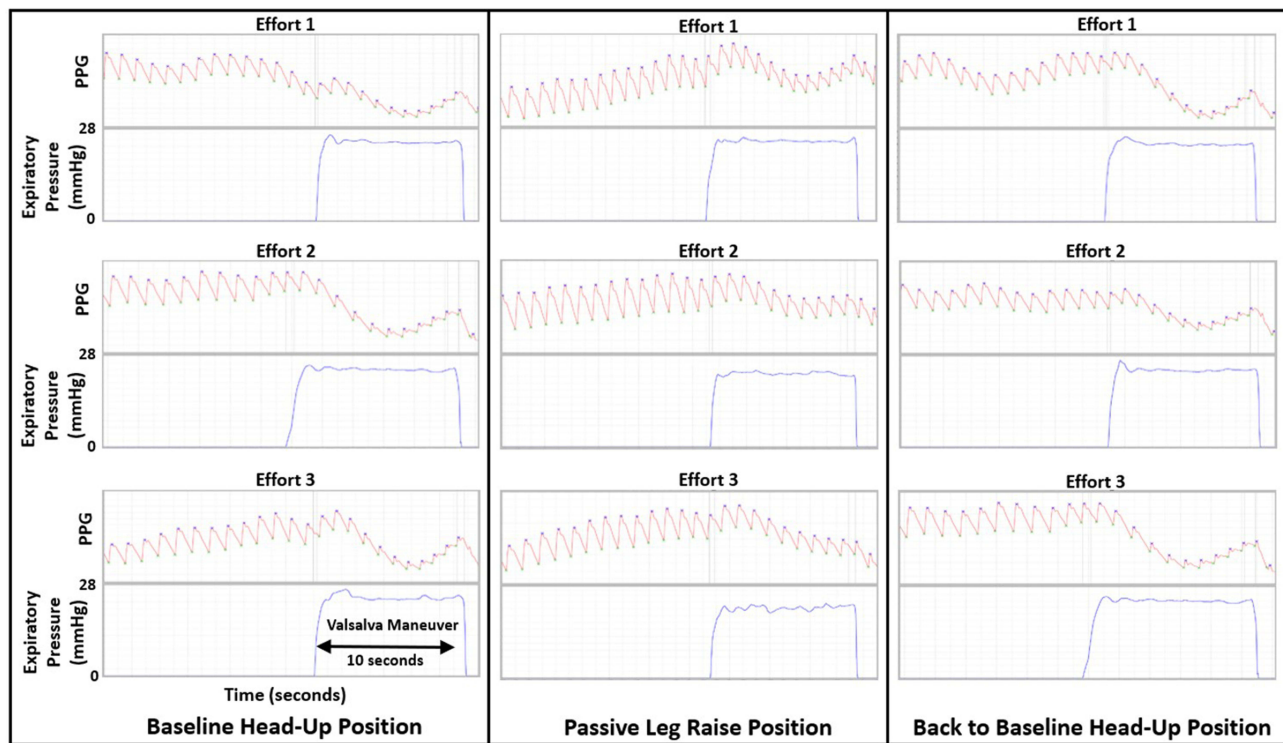 Effort 1
Effort 1
Effort 1
PPG
28
Expiratory
Pressure
(mmHg)
0
Effort 2
Effort 2
Effort 2
PPG
28
Expiratory
Pressure
(mmHg)
0
Effort 3
Effort 3
Effort 3
PPG
28
Expiratory
Pressure
(mmHg)
0
Valsalva Maneuver
10 seconds
Time (seconds)
Baseline Head-Up Position
Passive Leg Raise Position
Back to Baseline Head-Up Position